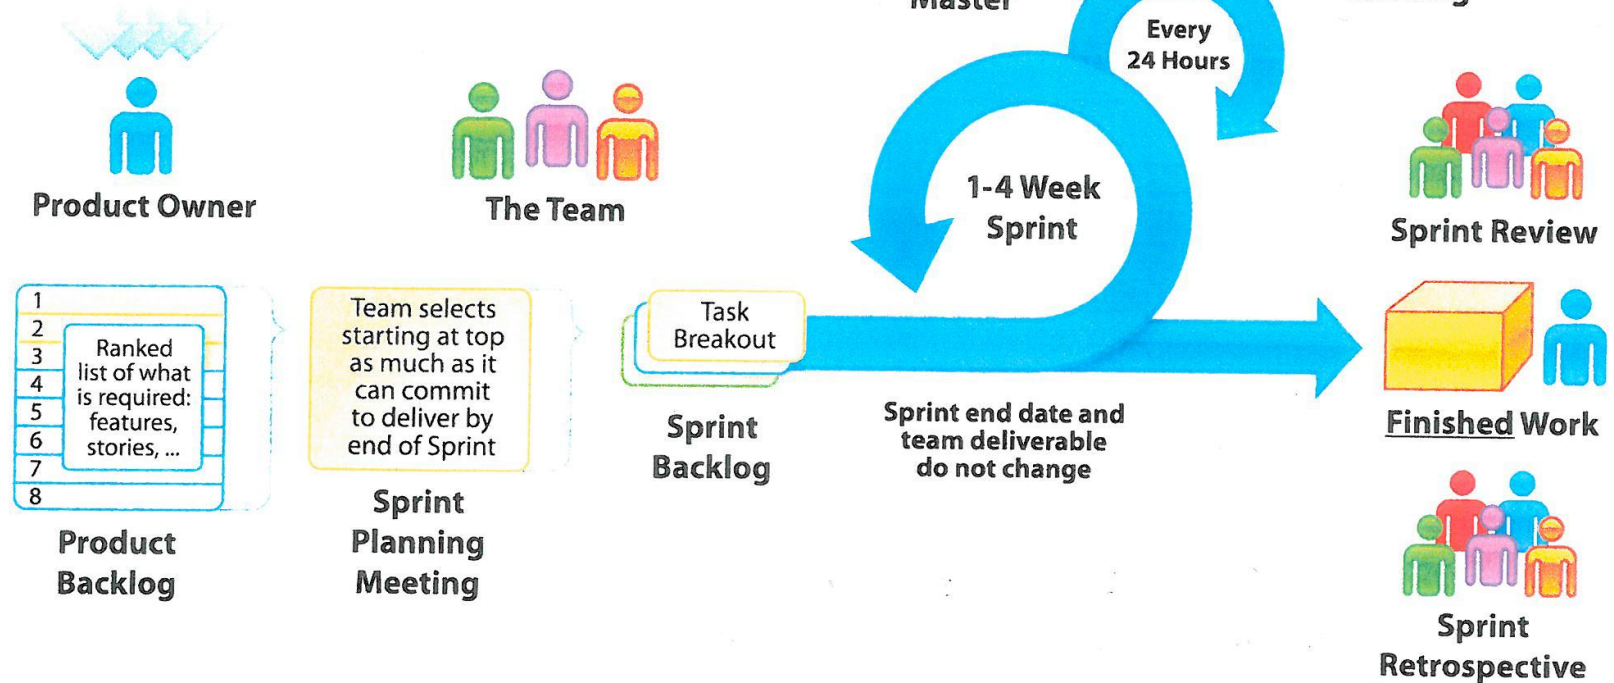 Master
Every
24 Hours
1-4 Week
Sprint
Product Owner
The Team
Sprint Review
1
2
3
4
5
6
7
8
Ranked
list of what
is required:
features,
stories, ...
Product
Backlog
Team selects
starting at top
as much as it
can commit
to deliver by
end of Sprint
Sprint
Planning
Meeting
Task
Breakout
Sprint
Backlog
Sprint end date and
team deliverable
do not change
Finished Work
Sprint
Retrospective